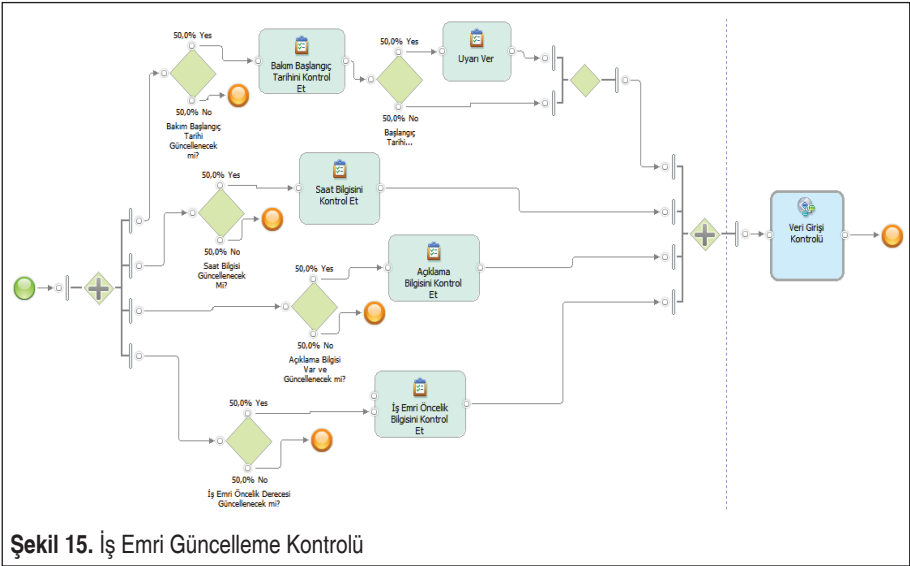 50,0% Yes
50,0% No
Bakım Başlangıç
Tarihi
Güncellenecek
mi?
Bakım Başlangıç
Tarihini Kontrol
Et
50,0% Yes
50,0% No
Başlangıç
Tarihi...
Uyarı Ver
50,0% Yes
50,0% No
Saat Bilgisi
Güncellenecek
Mi?
Saat Bilgisini
Kontrol Et
50,0% Yes
50,0% No
Açıklama Bilgisi
Var ve
Güncellenecek mi?
Açıklama
Bilgisini Kontrol
Et
50,0% Yes
50,0% No
İş Emri Öncelik Derecesi
Güncellenecek mi?
İş Emri Öncelik
Bilgisini Kontrol
Et
Veri Girişi
Kontrolü
Şekil 15. İş Emri Güncelleme Kontrolü